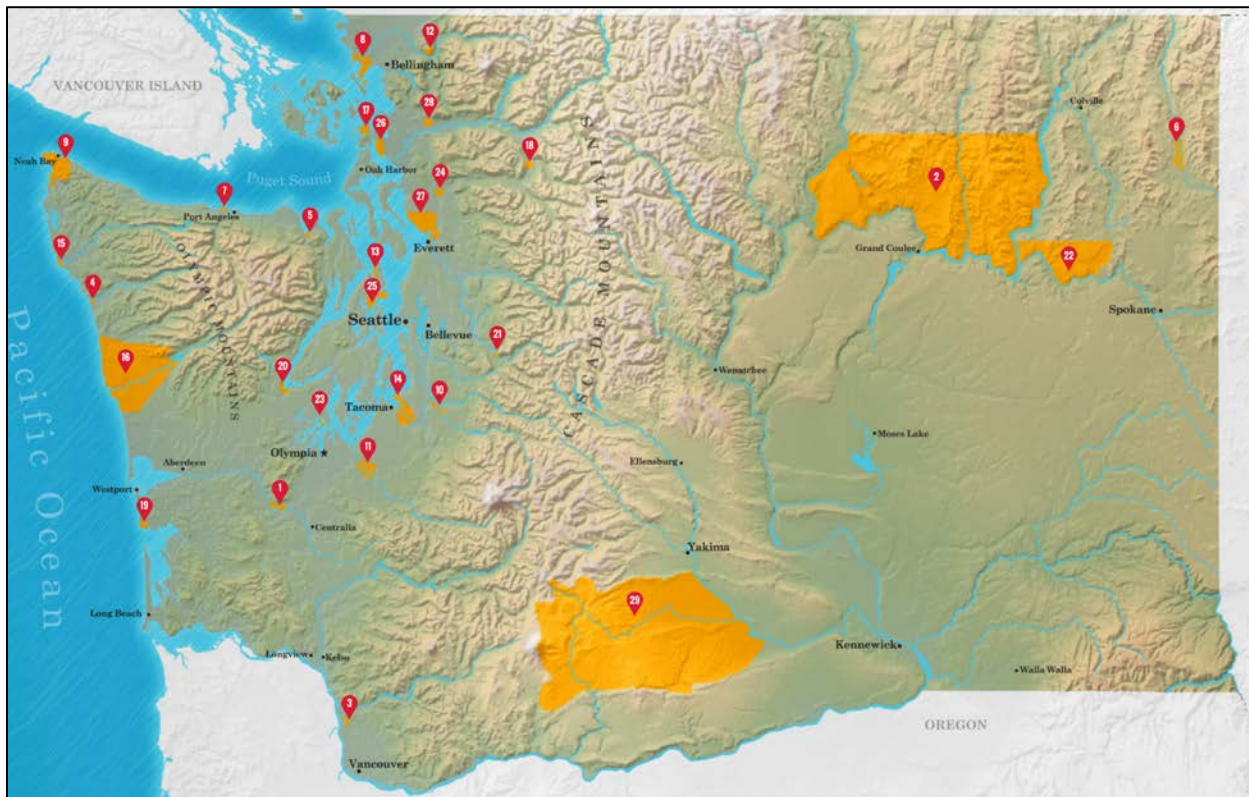 8
12
Bellingham
VANCOUVER ISLAND
Colville
28
17
26
6
9
18
Neah Bay
Oak Harbor
24
2
Puget Sound
7
27
Port Angeles
5
Everett
15
13
Grand Coulee
22
4
25
Seattle
Spokane
Bellevue
21
OLYMPIC MOUNTAINS
CASCADE MOUNTAINS
Pacific Ocean
16
Wenatchee
20
14
10
23
Tacoma
Moses Lake
11
Olympia
Aberdeen
Ellensburg
Westport
1
19
Centralia
Yakima
29
Long Beach
Kennewick
Longview
Kelso
Walla Walla
3
OREGON
Vancouver